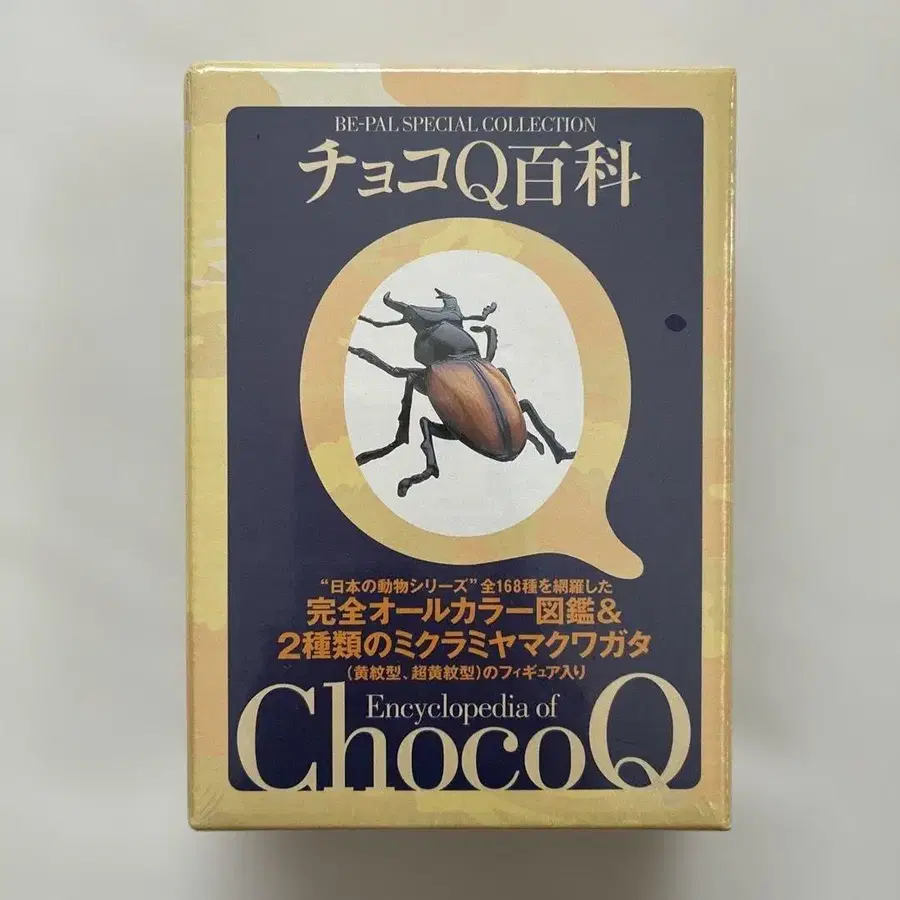 BE-PAL SPECIAL COLLECTION
チョコQ百科
“日本の動物シリーズ”全168種を網羅した
完全オールカラー図鑑&
2種類のミクラミヤマクワガタ
(黄紋型、超黄紋型)のフィギュア入り
Encyclopedia of
ChocoQ